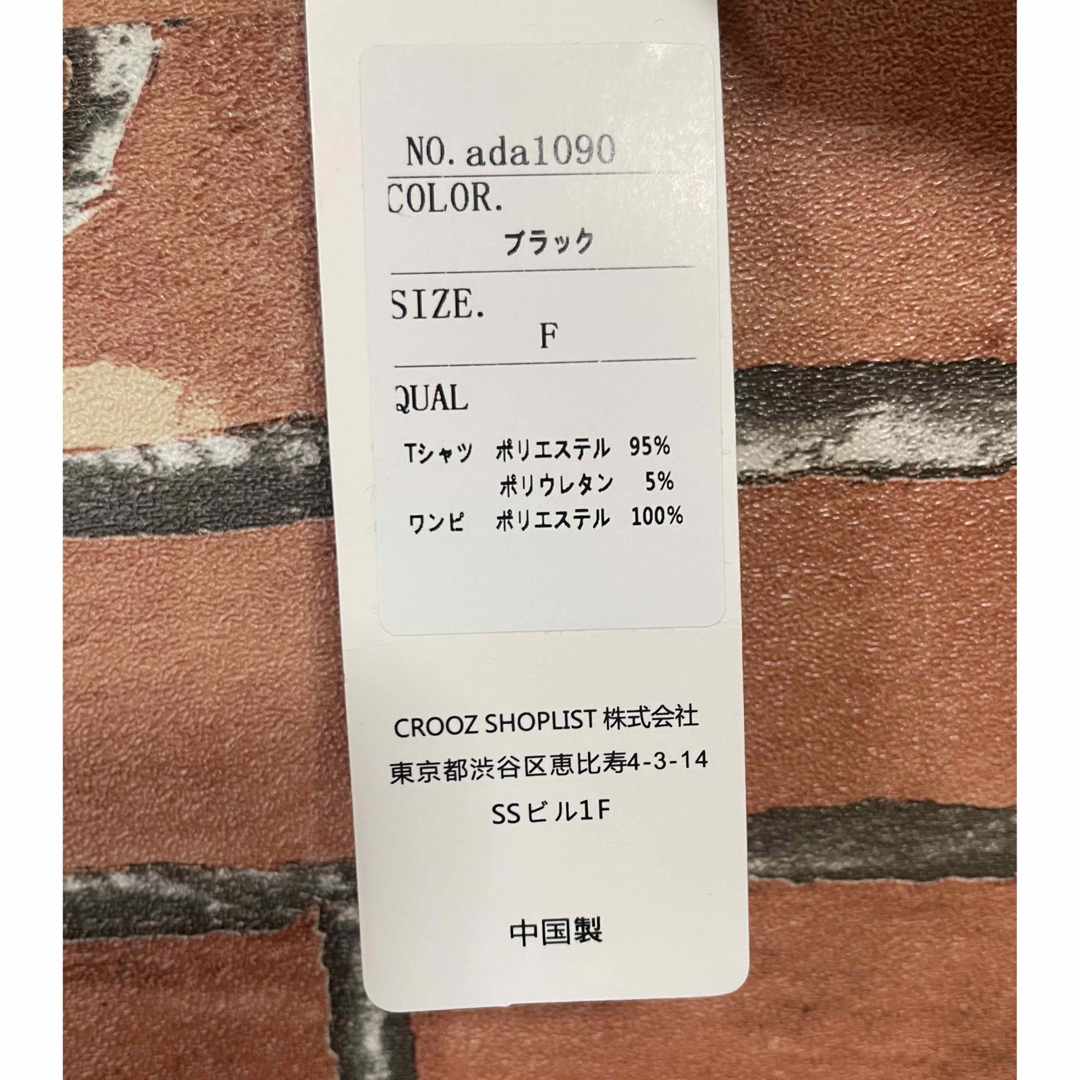 NO. ada1090
COLOR.
ブラック
SIZE.
F
QUAL
Tシャツ ポリエステル 95%
ポリウレタン 5%
ワンピ ポリエステル 100%
CROOZ SHOPLIST 株式会社
東京都渋谷区恵比寿4-3-14
SSビル1F
中国製